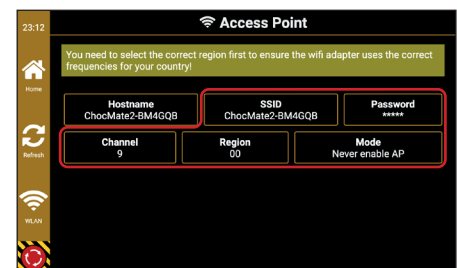 23:12
Access Point
You need to select the correct region first to ensure the wifi adapter uses the correct
frequencies for your country!
Home
Hostname
ChocMate2-BM4GQB
SSID
ChocMate2-BM4GQB
Password
*****
Refresh
Channel
9
Region
00
Mode
Never enable AP
WLAN